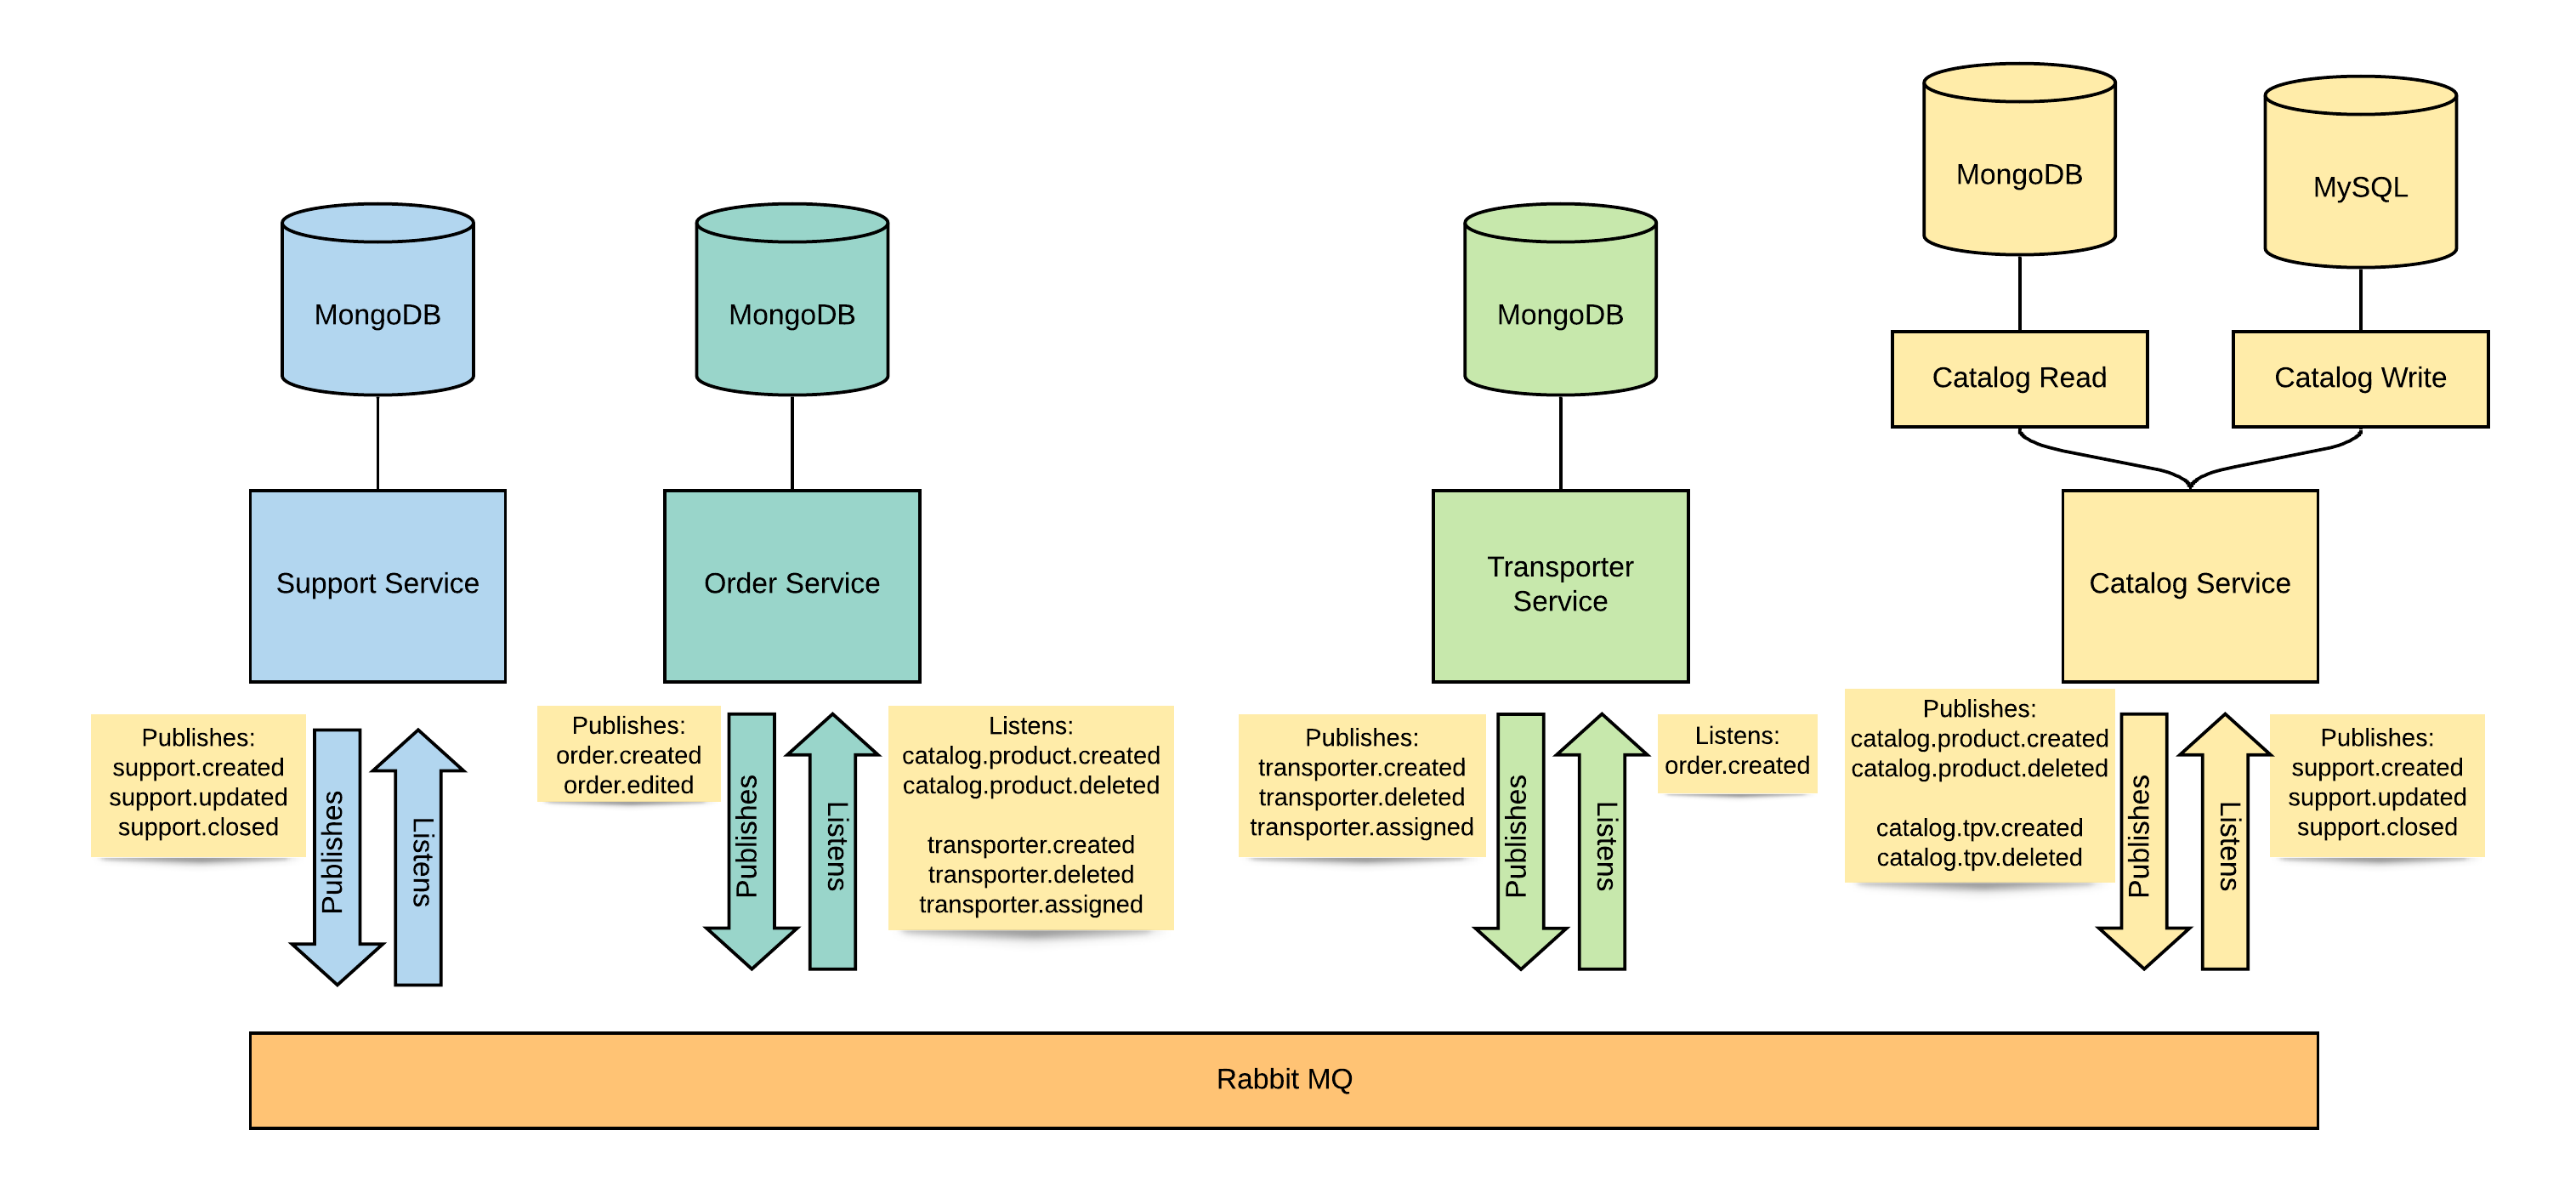 MongoDB
MySQL
MongoDB
MongoDB
MongoDB
Catalog Read
Catalog Write
Support Service
Order Service
Transporter
Service
Catalog Service
Publishes:
support.created
support.updated
support.closed
Publishes
Listens
Publishes:
order.created
order.edited
Publishes
Listens
Listens:
catalog.product.created
catalog.product.deleted
transporter.created
transporter.deleted
transporter.assigned
Publishes:
transporter.created
transporter.deleted
transporter.assigned
Publishes
Listens
Listens:
order.created
Publishes:
catalog.product.created
catalog.product.deleted
catalog.tpv.created
catalog.tpv.deleted
Publishes
Listens
Publishes:
support.created
support.updated
support.closed
Rabbit MQ